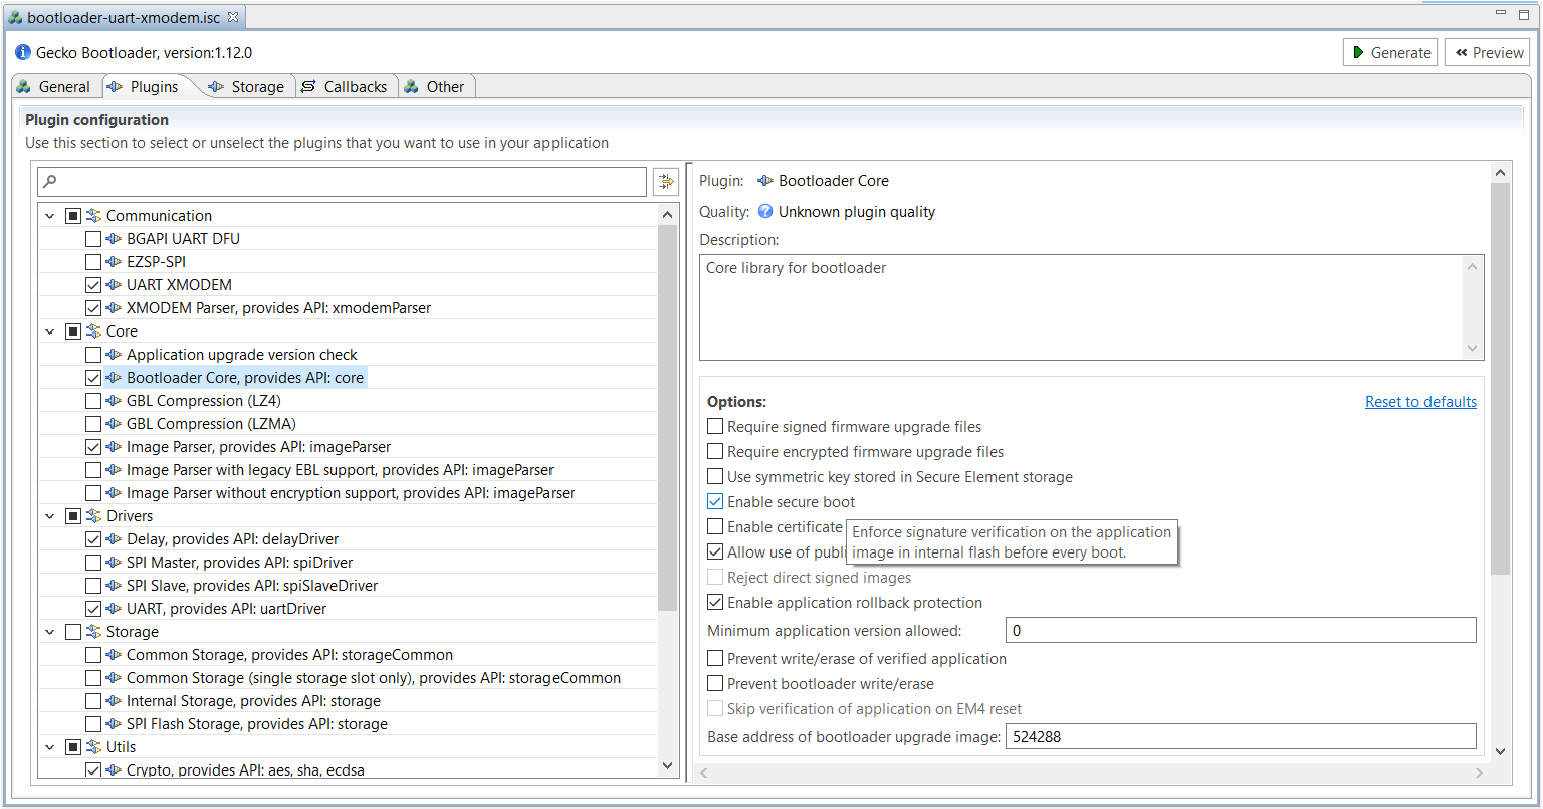 bootloader-uart-xmodem.isc
Gecko Bootloader, version:1.12.0
Generate
Preview
General
Plugins
Storage
Callbacks
Other
Plugin configuration
Use this section to select or unselect the plugins that you want to use in your application
Communication
BGAPI UART DFU
EZSP-SPI
UART XMODEM
XMODEM Parser, provides API: xmodemParser
Core
Application upgrade version check
Bootloader Core, provides API: core
GBL Compression (LZ4)
GBL Compression (LZMA)
Image Parser, provides API: imageParser
Image Parser with legacy EBL support, provides API: imageParser
Image Parser without encryption support, provides API: imageParser
Drivers
Delay, provides API: delayDriver
SPI Master, provides API: spiDriver
SPI Slave, provides API: spiSlaveDriver
UART, provides API: uartDriver
Storage
Common Storage, provides API: storageCommon
Common Storage (single storage slot only), provides API: storageCommon
Internal Storage, provides API: storage
SPI Flash Storage, provides API: storage
Utils
Crypto, provides API: aes, sha, ecdsa
Plugin: Bootloader Core
Quality: Unknown plugin quality
Description:
Core library for bootloader
Options:
Reset to defaults
Require signed firmware upgrade files
Require encrypted firmware upgrade files
Use symmetric key stored in Secure Element storage
Enable secure boot
Enable certificate
Enforce signature verification on the application
image in internal flash before every boot.
Allow use of publi
Reject direct signed images
Enable application rollback protection
Minimum application version allowed: 0
Prevent write/erase of verified application
Prevent bootloader write/erase
Skip verification of application on EM4 reset
Base address of bootloader upgrade image: 524288